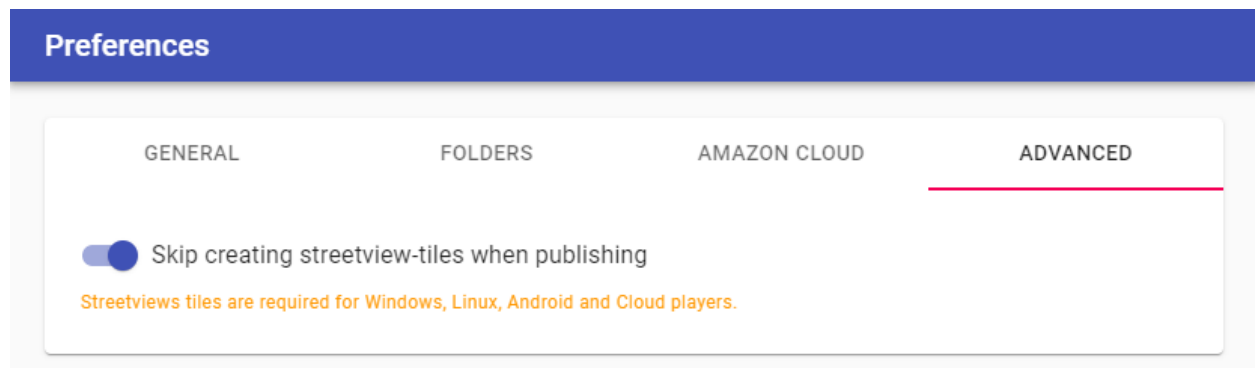 Preferences
GENERAL FOLDERS AMAZON CLOUD ADVANCED
Skip creating streetview-tiles when publishing
Streetviews tiles are required for Windows, Linux, Android and Cloud players.